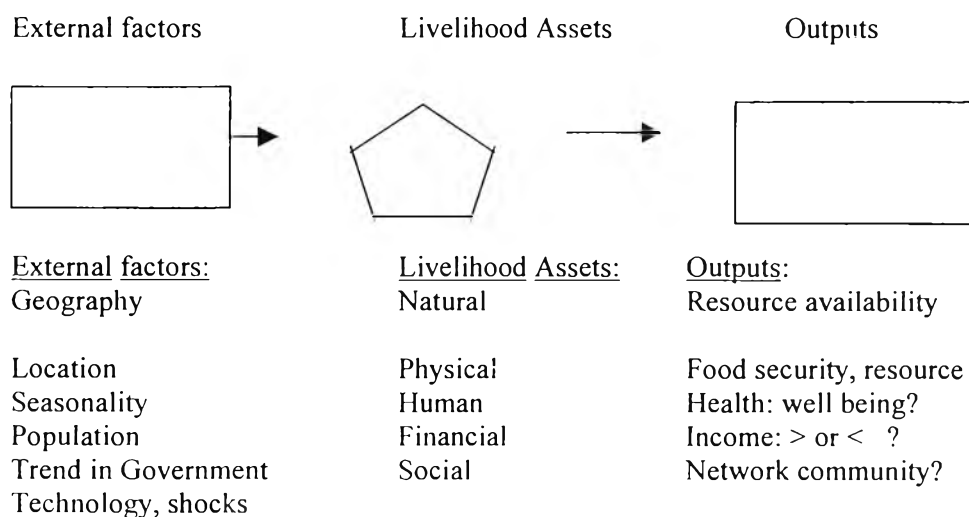 External factors Livelihood Assets Outputs
External factors: Livelihood Assets: Outputs:
Geography Natural Resource availability
Location Physical Food security, resource
Seasonality Human Health: well being?
Population Financial Income: > or < ?
Trend in Government Social Network community?
Technology, shocks